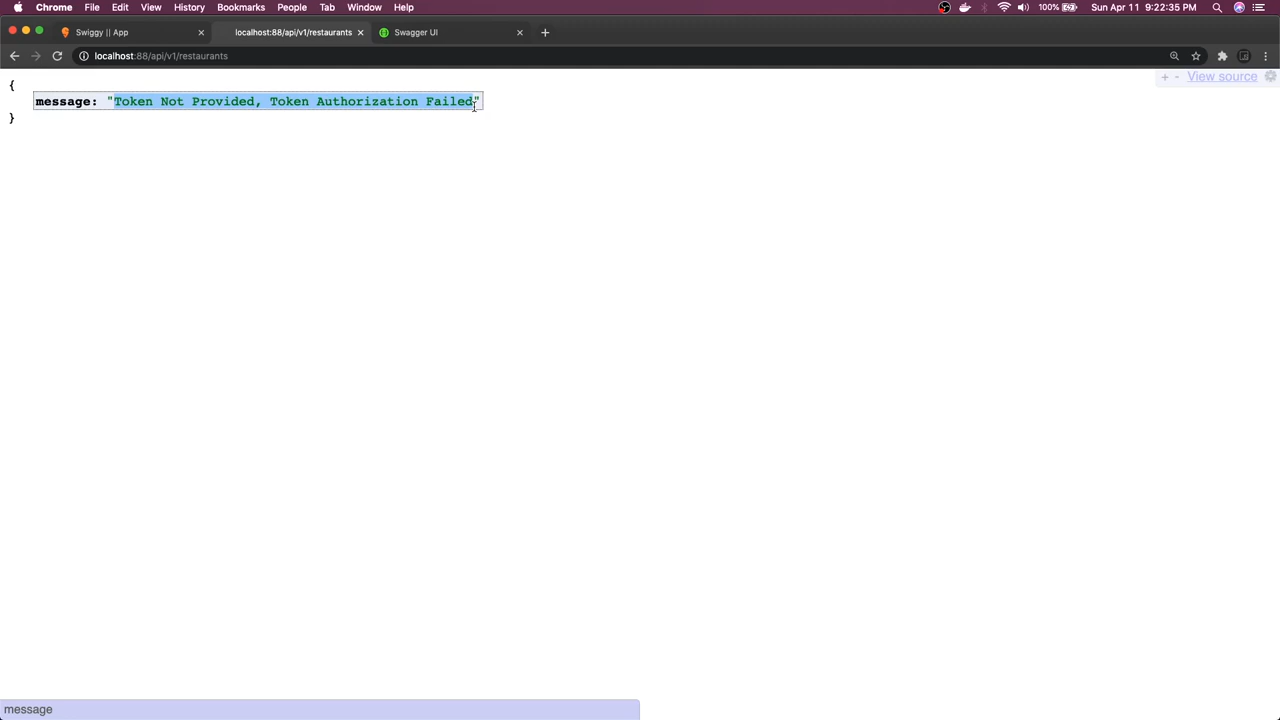 Chrome File Edit View History Bookmarks People Tab Window Help 100% Sun Apr 11 9:22:35 PM
Swiggy || App localhost:88/api/v1/restaurants Swagger UI
localhost:88/api/v1/restaurants
+ - View source
{
message: "Token Not Provided, Token Authorization Failed"
}
message